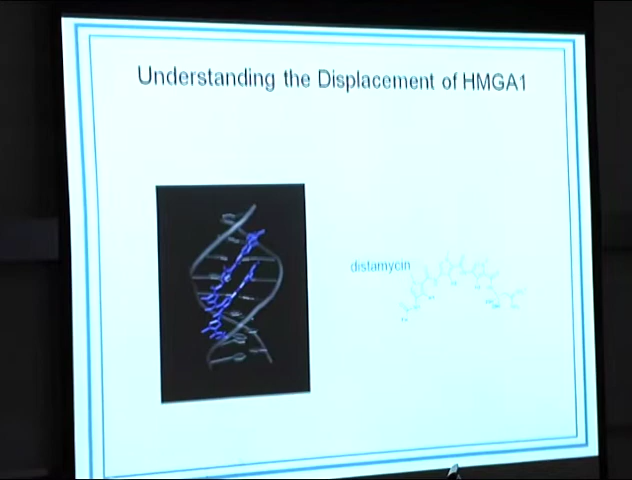 Understanding the Displacement of HMGA1
distamycin